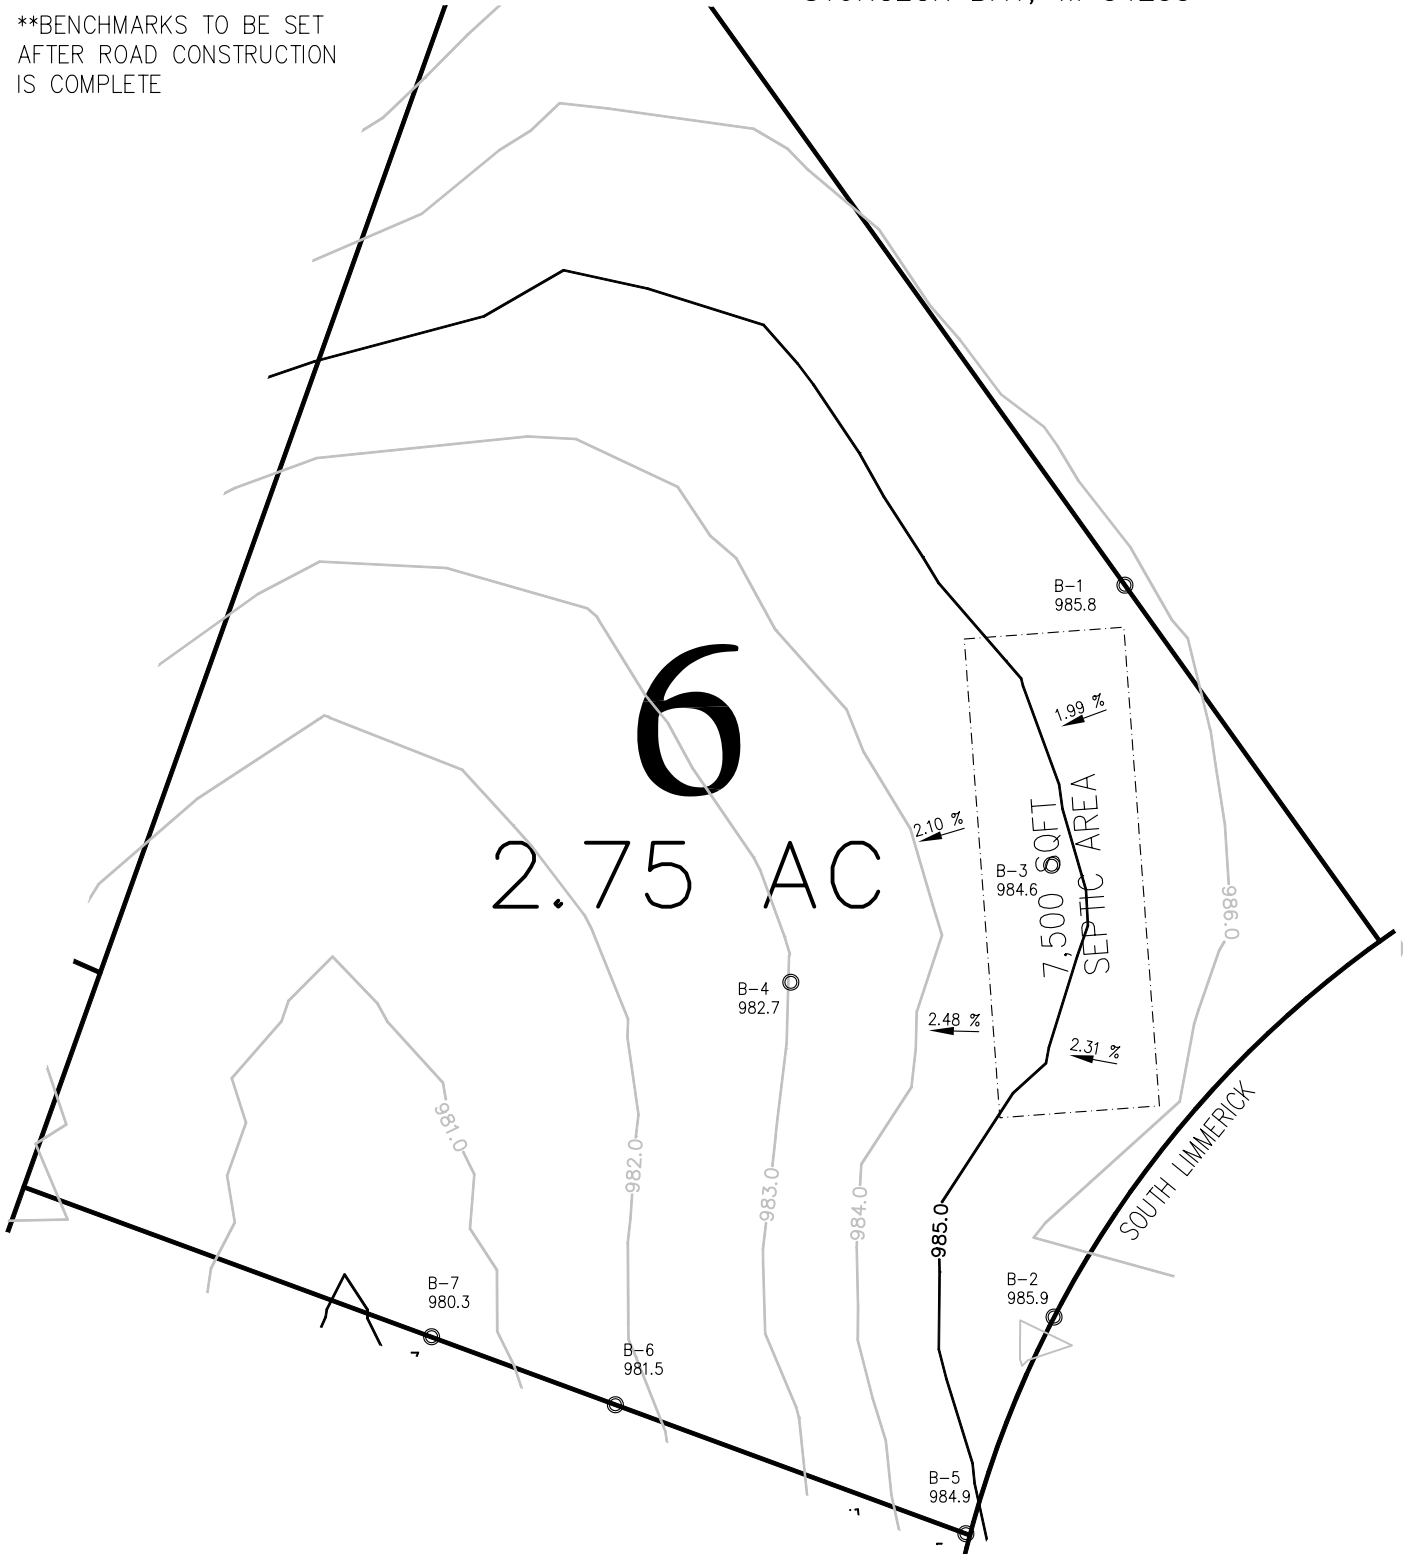 **BENCHMARKS TO BE SET
AFTER ROAD CONSTRUCTION
IS COMPLETE
B-1
985.8
1.99 %
6
2.75 AC
2.10 %
B-3
984.6
7,500 SQFT
SEPTIC AREA
986.0
B-4
982.7
2.48 %
2.31 %
981.0
982.0
983.0
984.0
985.0
SOUTH LIMMERICK
B-7
980.3
B-2
985.9
B-6
981.5
B-5
984.9